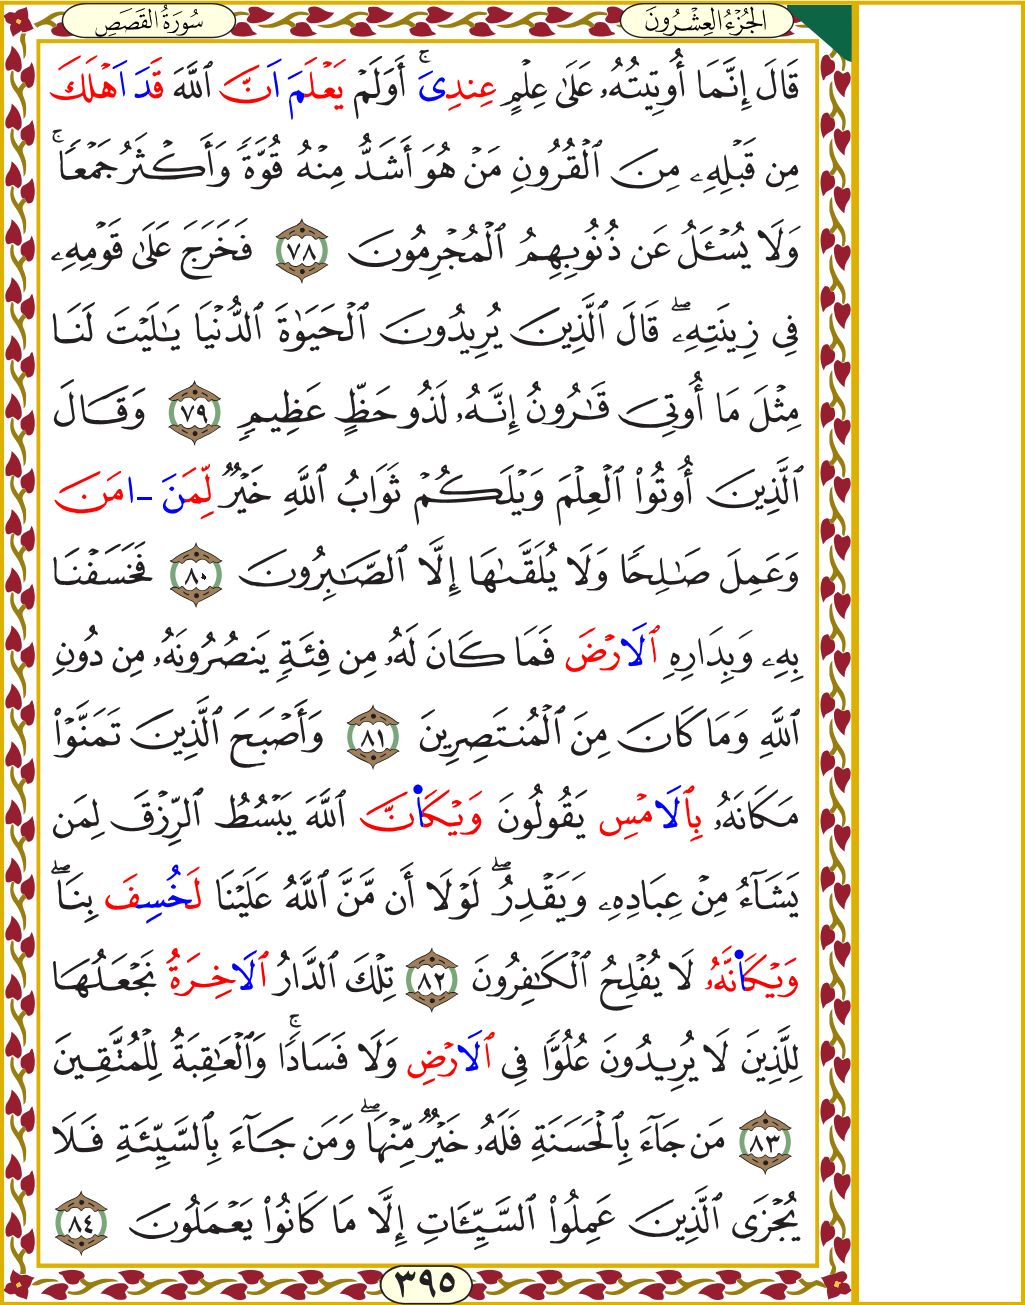 الجُزْءُ العِشْرُونَ
سُورَةُ القَصَصِ
قَالَ إِنَّمَا أُوتِيتُهُۥ عَلَىٰ عِلْمٍ عِندِىَ ۚ أَوَلَمْ يَعْلَمَ اَنَّ ٱللَّهَ قَدَ اَهْلَكَ
مِن قَبْلِهِۦ مِنَ ٱلْقُرُونِ مَنْ هُوَ أَشَدُّ مِنْهُ قُوَّةً وَأَكْثَرُ جَمْعًا ۚ
وَلَا يُسْـَٔلُ عَن ذُنُوبِهِمُ ٱلْمُجْرِمُونَ ٧٨ فَخَرَجَ عَلَىٰ قَوْمِهِۦ
فِى زِينَتِهِۦ ۖ قَالَ ٱلَّذِينَ يُرِيدُونَ ٱلْحَيَوٰةَ ٱلدُّنْيَا يَـٰلَيْتَ لَنَا
مِثْلَ مَا أُوتِىَ قَـٰرُونُ إِنَّهُۥ لَذُو حَظٍّ عَظِيمٍ ٧٩ وَقَالَ
ٱلَّذِينَ أُوتُوا۟ ٱلْعِلْمَ وَيْلَكُمْ ثَوَابُ ٱللَّهِ خَيْرٌ لِّمَنَ ـ امَنَ
وَعَمِلَ صَـٰلِحًا وَلَا يُلَقَّىٰهَا إِلَّا ٱلصَّـٰبِرُونَ ٨٠ فَخَسَفْنَا
بِهِۦ وَبِدَارِهِ ٱلَارْضَ فَمَا كَانَ لَهُۥ مِن فِئَةٍ يَنصُرُونَهُۥ مِن دُونِ
ٱللَّهِ وَمَا كَانَ مِنَ ٱلْمُنتَصِرِينَ ٨١ وَأَصْبَحَ ٱلَّذِينَ تَمَنَّوْا۟
مَكَانَهُۥ بِٱلَامْسِ يَقُولُونَ وَيْكَأَنَّ ٱللَّهَ يَبْسُطُ ٱلرِّزْقَ لِمَن
يَشَآءُ مِنْ عِبَادِهِۦ وَيَقْدِرُ ۖ لَوْلَا أَن مَّنَّ ٱللَّهُ عَلَيْنَا لَخُسِفَ بِنَا ۖ
وَيْكَأَنَّهُۥ لَا يُفْلِحُ ٱلْكَـٰفِرُونَ ٨٢ تِلْكَ ٱلدَّارُ ٱلَاخِرَةُ نَجْعَلُهَا
لِلَّذِينَ لَا يُرِيدُونَ عُلُوًّا فِى ٱلَارْضِ وَلَا فَسَادًا ۚ وَٱلْعَـٰقِبَةُ لِلْمُتَّقِينَ
٨٣ مَن جَآءَ بِٱلْحَسَنَةِ فَلَهُۥ خَيْرٌ مِّنْهَا ۖ وَمَن جَآءَ بِٱلسَّيِّئَةِ فَلَا
يُجْزَى ٱلَّذِينَ عَمِلُوا۟ ٱلسَّيِّـَٔاتِ إِلَّا مَا كَانُوا۟ يَعْمَلُونَ ٨٤
٣٩٥